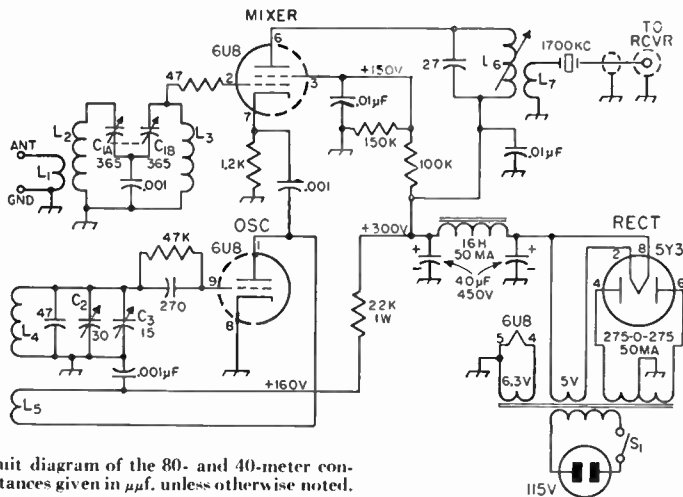 MIXER
6U8
6
2
3
7
47
+150V
27
L6
L7
1700KC
TO
RCVR
.01µF
150K
100K
.01µF
ANT
GND
L1
L2
C1A
365
C1B
365
L3
.001
1.2K
.001
OSC
6U8
1
9
8
47K
270
L4
47
C2
30
C3
15
.001µF
L5
+160V
22K
1W
+300V
16H
50 MA
+
-
+
-
40µF
450V
RECT
5Y3
2
8
4
6
275-0-275
50MA
6U8
5
4
6.3V
5V
S1
115V
uit diagram of the 80- and 40-meter con-
tances given in µµf. unless otherwise noted.